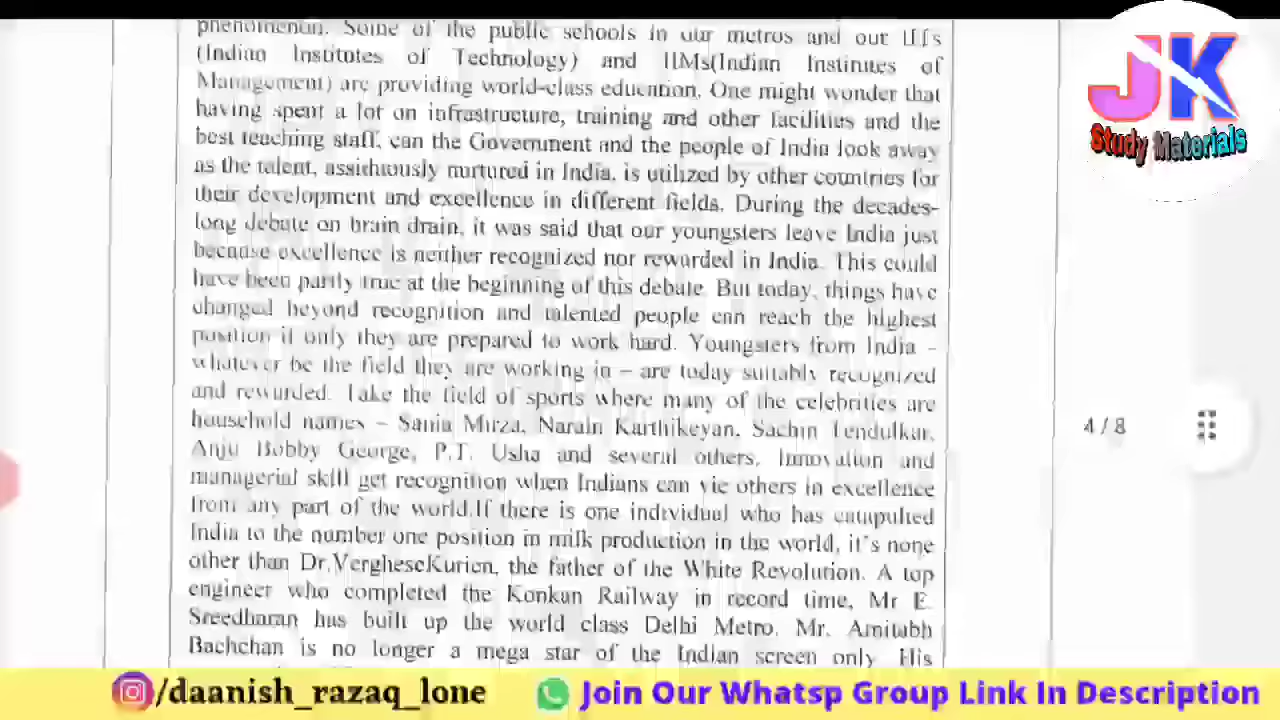 phenomenon. Some of the public schools in our metros and our IITs
(Indian Institutes of Technology) and IIMs(Indian Institutes of
Management) are providing world-class education. One might wonder that
having spent a lot on infrastructure, training and other facilities and the
best teaching staff, can the Government and the people of India look away
as the talent, assiduously nurtured in India, is utilized by other countries for
their development and excellence in different fields. During the decades-
long debate on brain drain, it was said that our youngsters leave India just
because excellence is neither recognized nor rewarded in India. This could
have been partly true at the beginning of this debate. But today, things have
changed beyond recognition and talented people can reach the highest
position if only they are prepared to work hard. Youngsters from India –
whatever be the field they are working in – are today suitably recognized
and rewarded. Take the field of sports where many of the celebrities are
household names – Sania Mirza, Narain Karthikeyan, Sachin Tendulkar,
Anju Bobby George, P.T. Usha and several others. Innovation and
managerial skill get recognition when Indians can vie others in excellence
from any part of the world.If there is one individual who has catapulted
India to the number one position in milk production in the world, it's none
other than Dr.VergheseKurien, the father of the White Revolution. A top
engineer who completed the Konkan Railway in record time, Mr E.
Sreedharan has built up the world class Delhi Metro. Mr. Amitabh
Bachchan is no longer a mega star of the Indian screen only. His
JK
Study Materials
4/8
/daanish_razaq_lone
Join Our Whatsp Group Link In Description